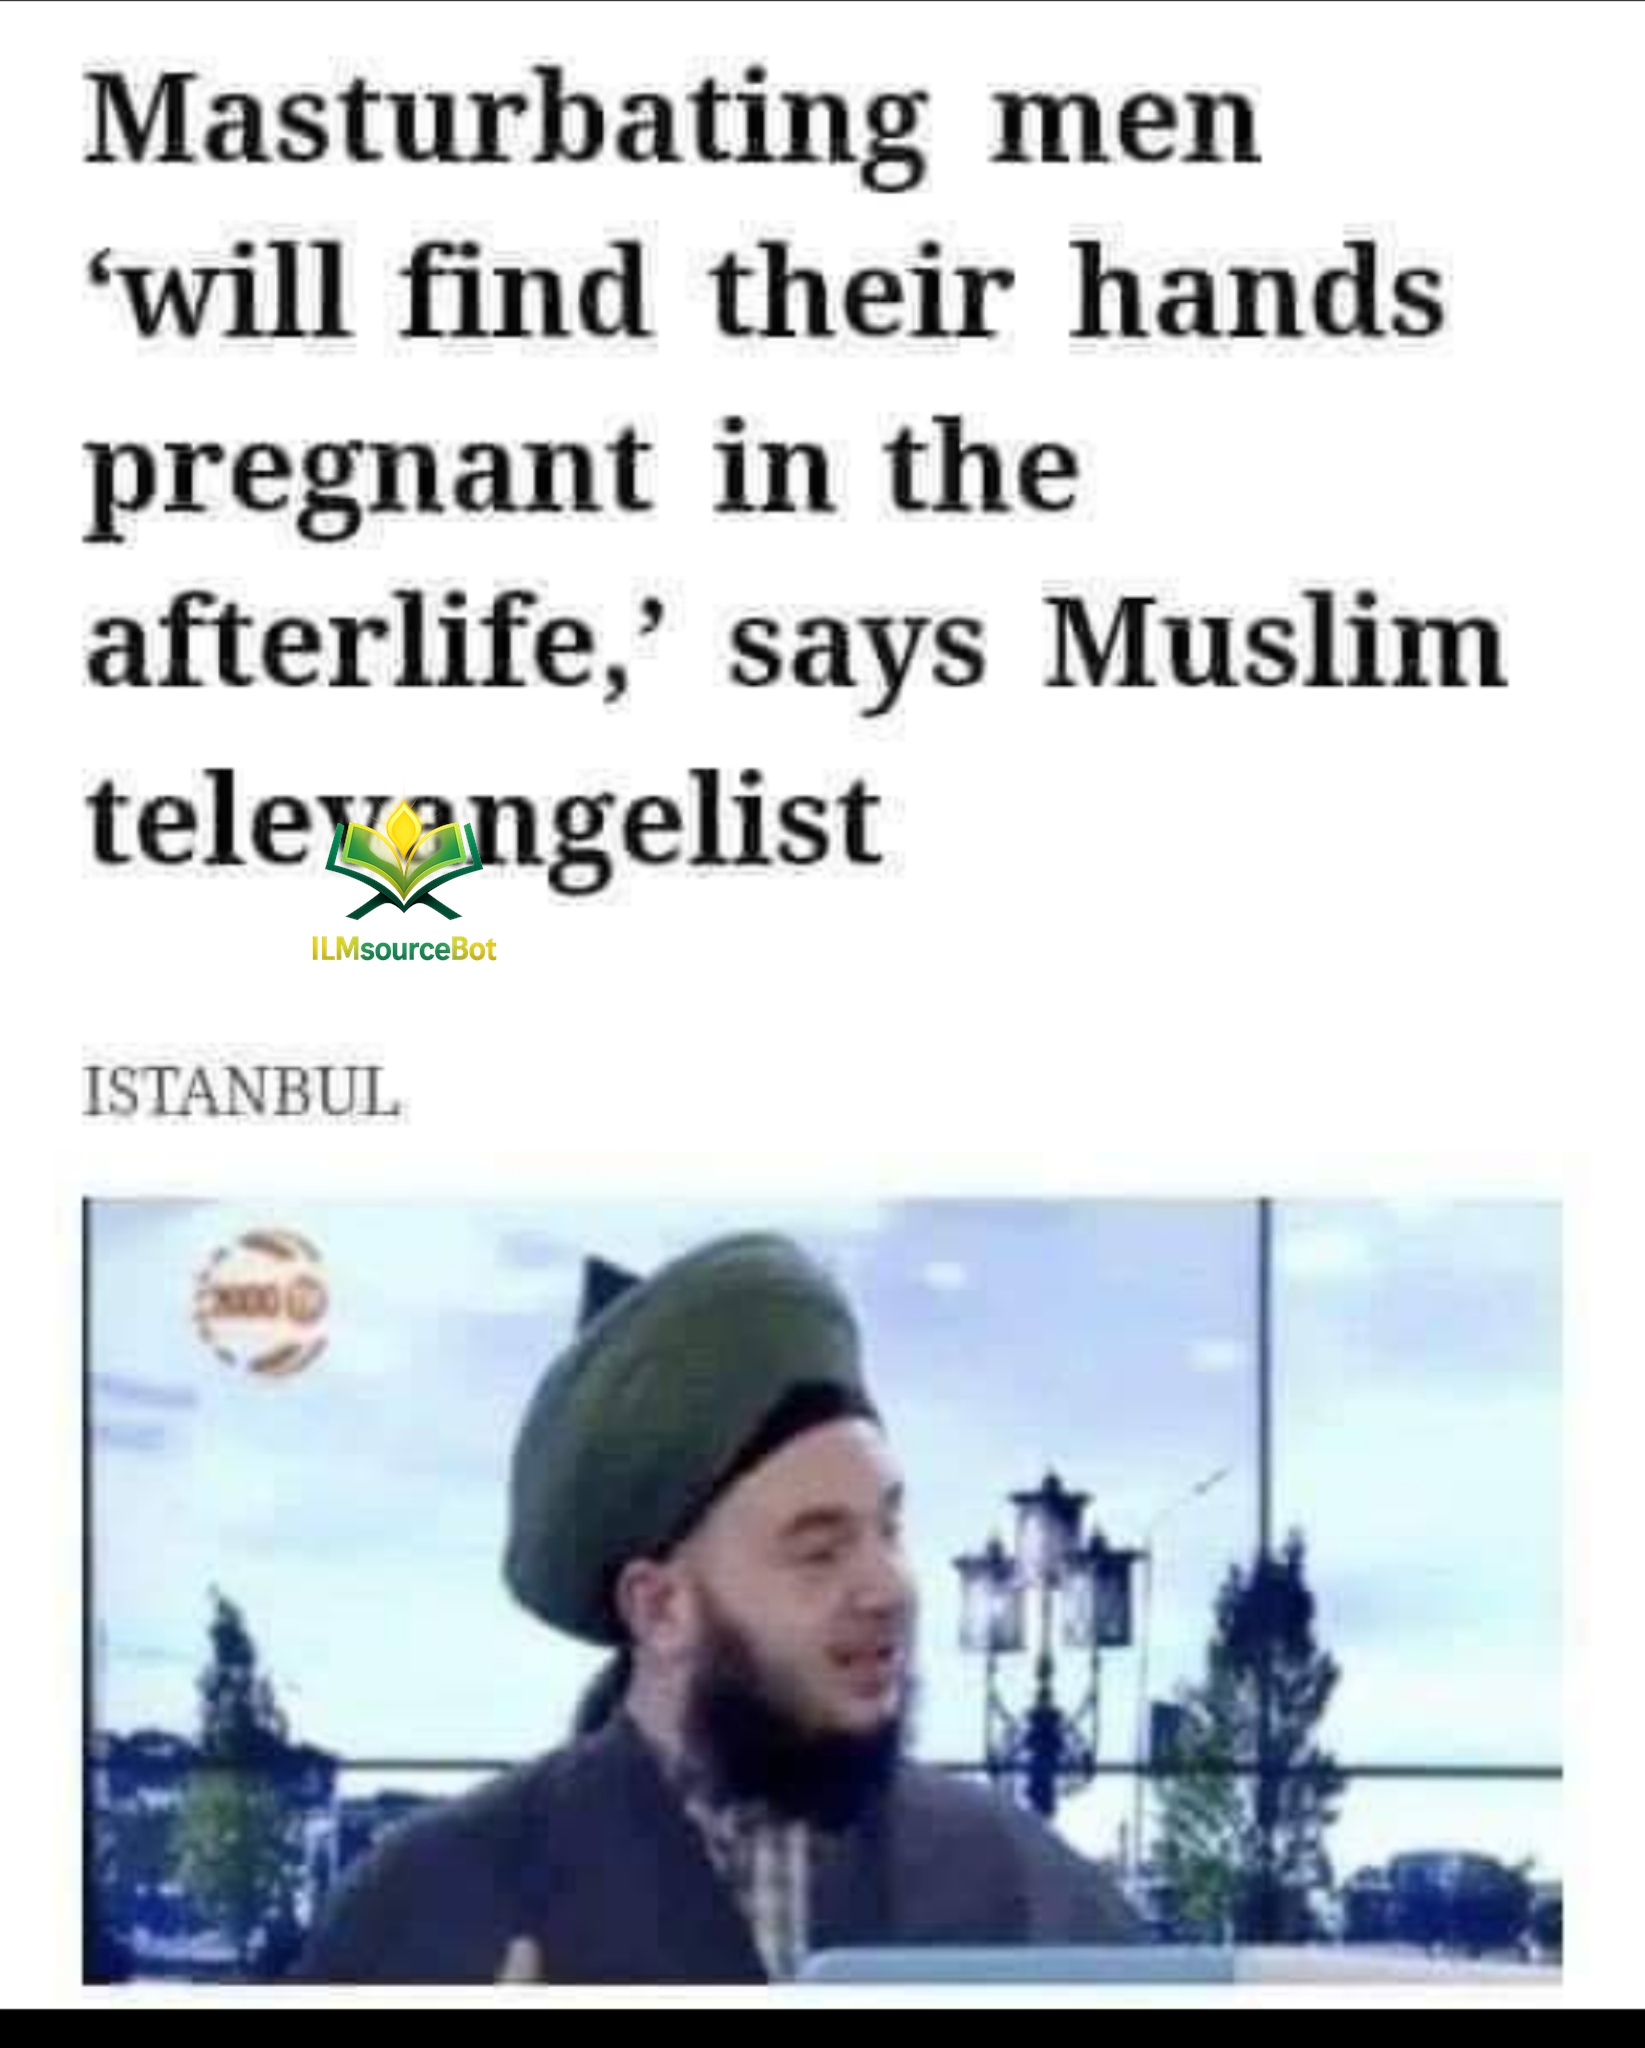 Masturbating men
‘will find their hands
pregnant in the
afterlife,’ says Muslim
televangelist
ILMsourceBot
ISTANBUL